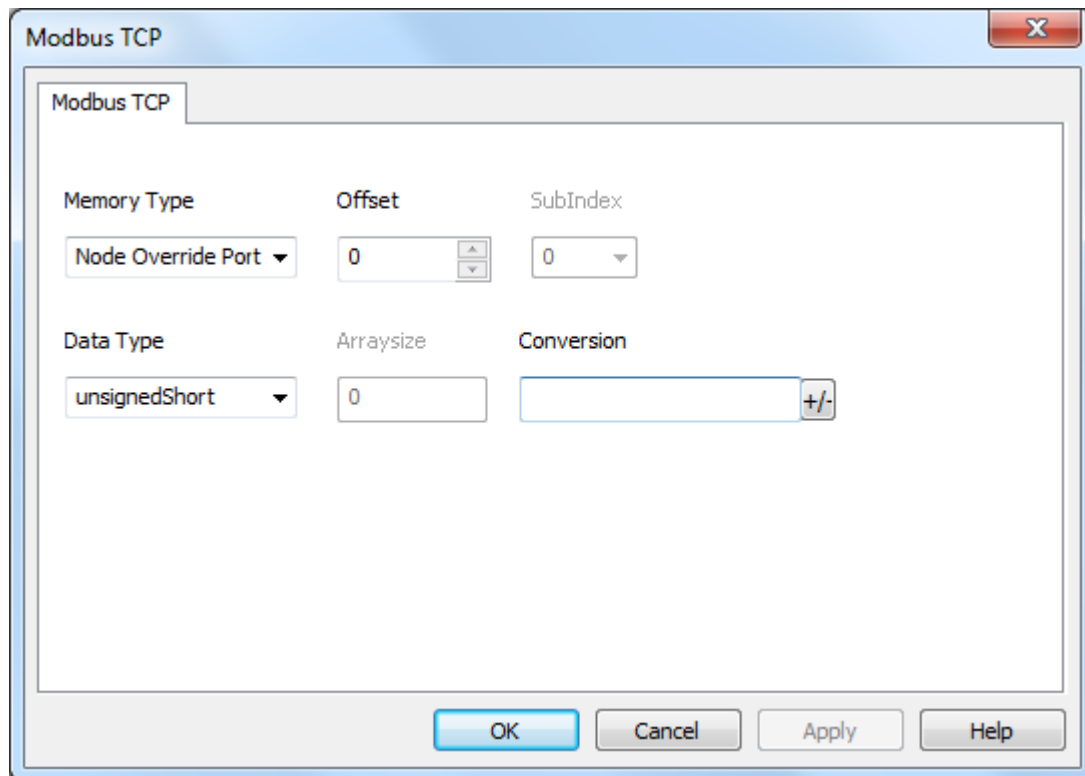 Modbus TCP
x
Modbus TCP
Memory Type Offset SubIndex
Node Override Port 0 0
Data Type Arraysize Conversion
unsignedShort 0 +/-
OK Cancel Apply Help